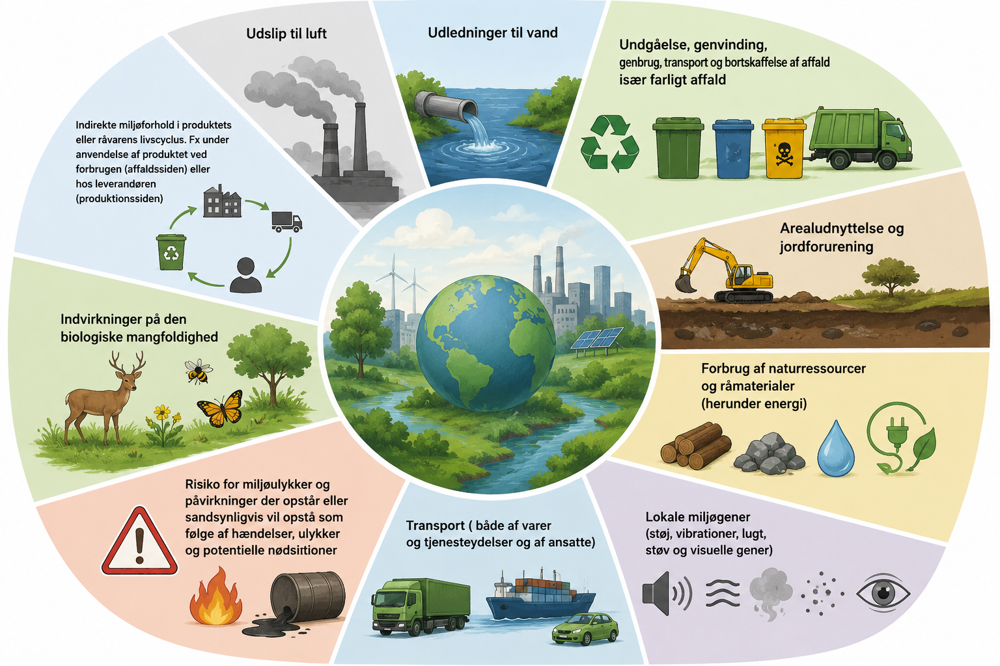 Udslip til luft
Udledninger til vand
Undgåelse, genvinding,
genbrug, transport og bortskaffelse af affald
især farligt affald
Arealudnyttelse og
jordforurening
Forbrug af naturressourcer
og råmaterialer
(herunder energi)
Lokale miljøgener
(støj, vibrationer, lugt,
støv og visuelle gener)
Transport ( både af varer
og tjenesteydelser og af ansatte)
Risiko for miljøulykker og
påvirkninger der opstår eller
sandsynligvis vil opstå som
følge af hændelser, ulykker
og potentielle nødsitioner
Indvirkninger på den
biologiske mangfoldighed
Indirekte miljøforhold i produktets
eller råvarens livscyclus. Fx under
anvendelse af produktet ved
forbrugen (affaldssiden) eller
hos leverandøren
(produktionssiden)